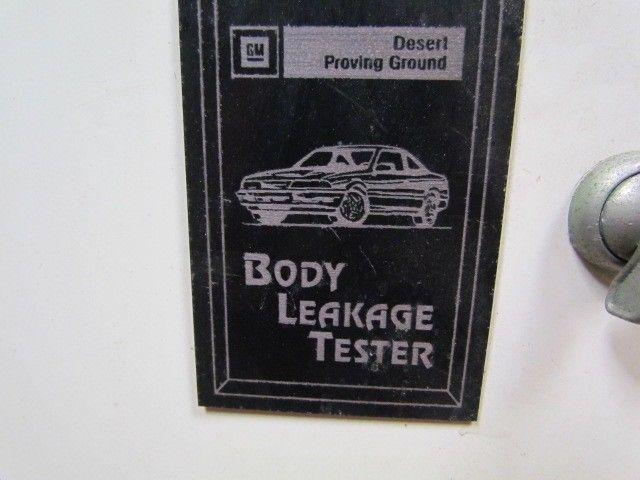 GM
Desert
Proving Ground
BODY
LEAKAGE
TESTER